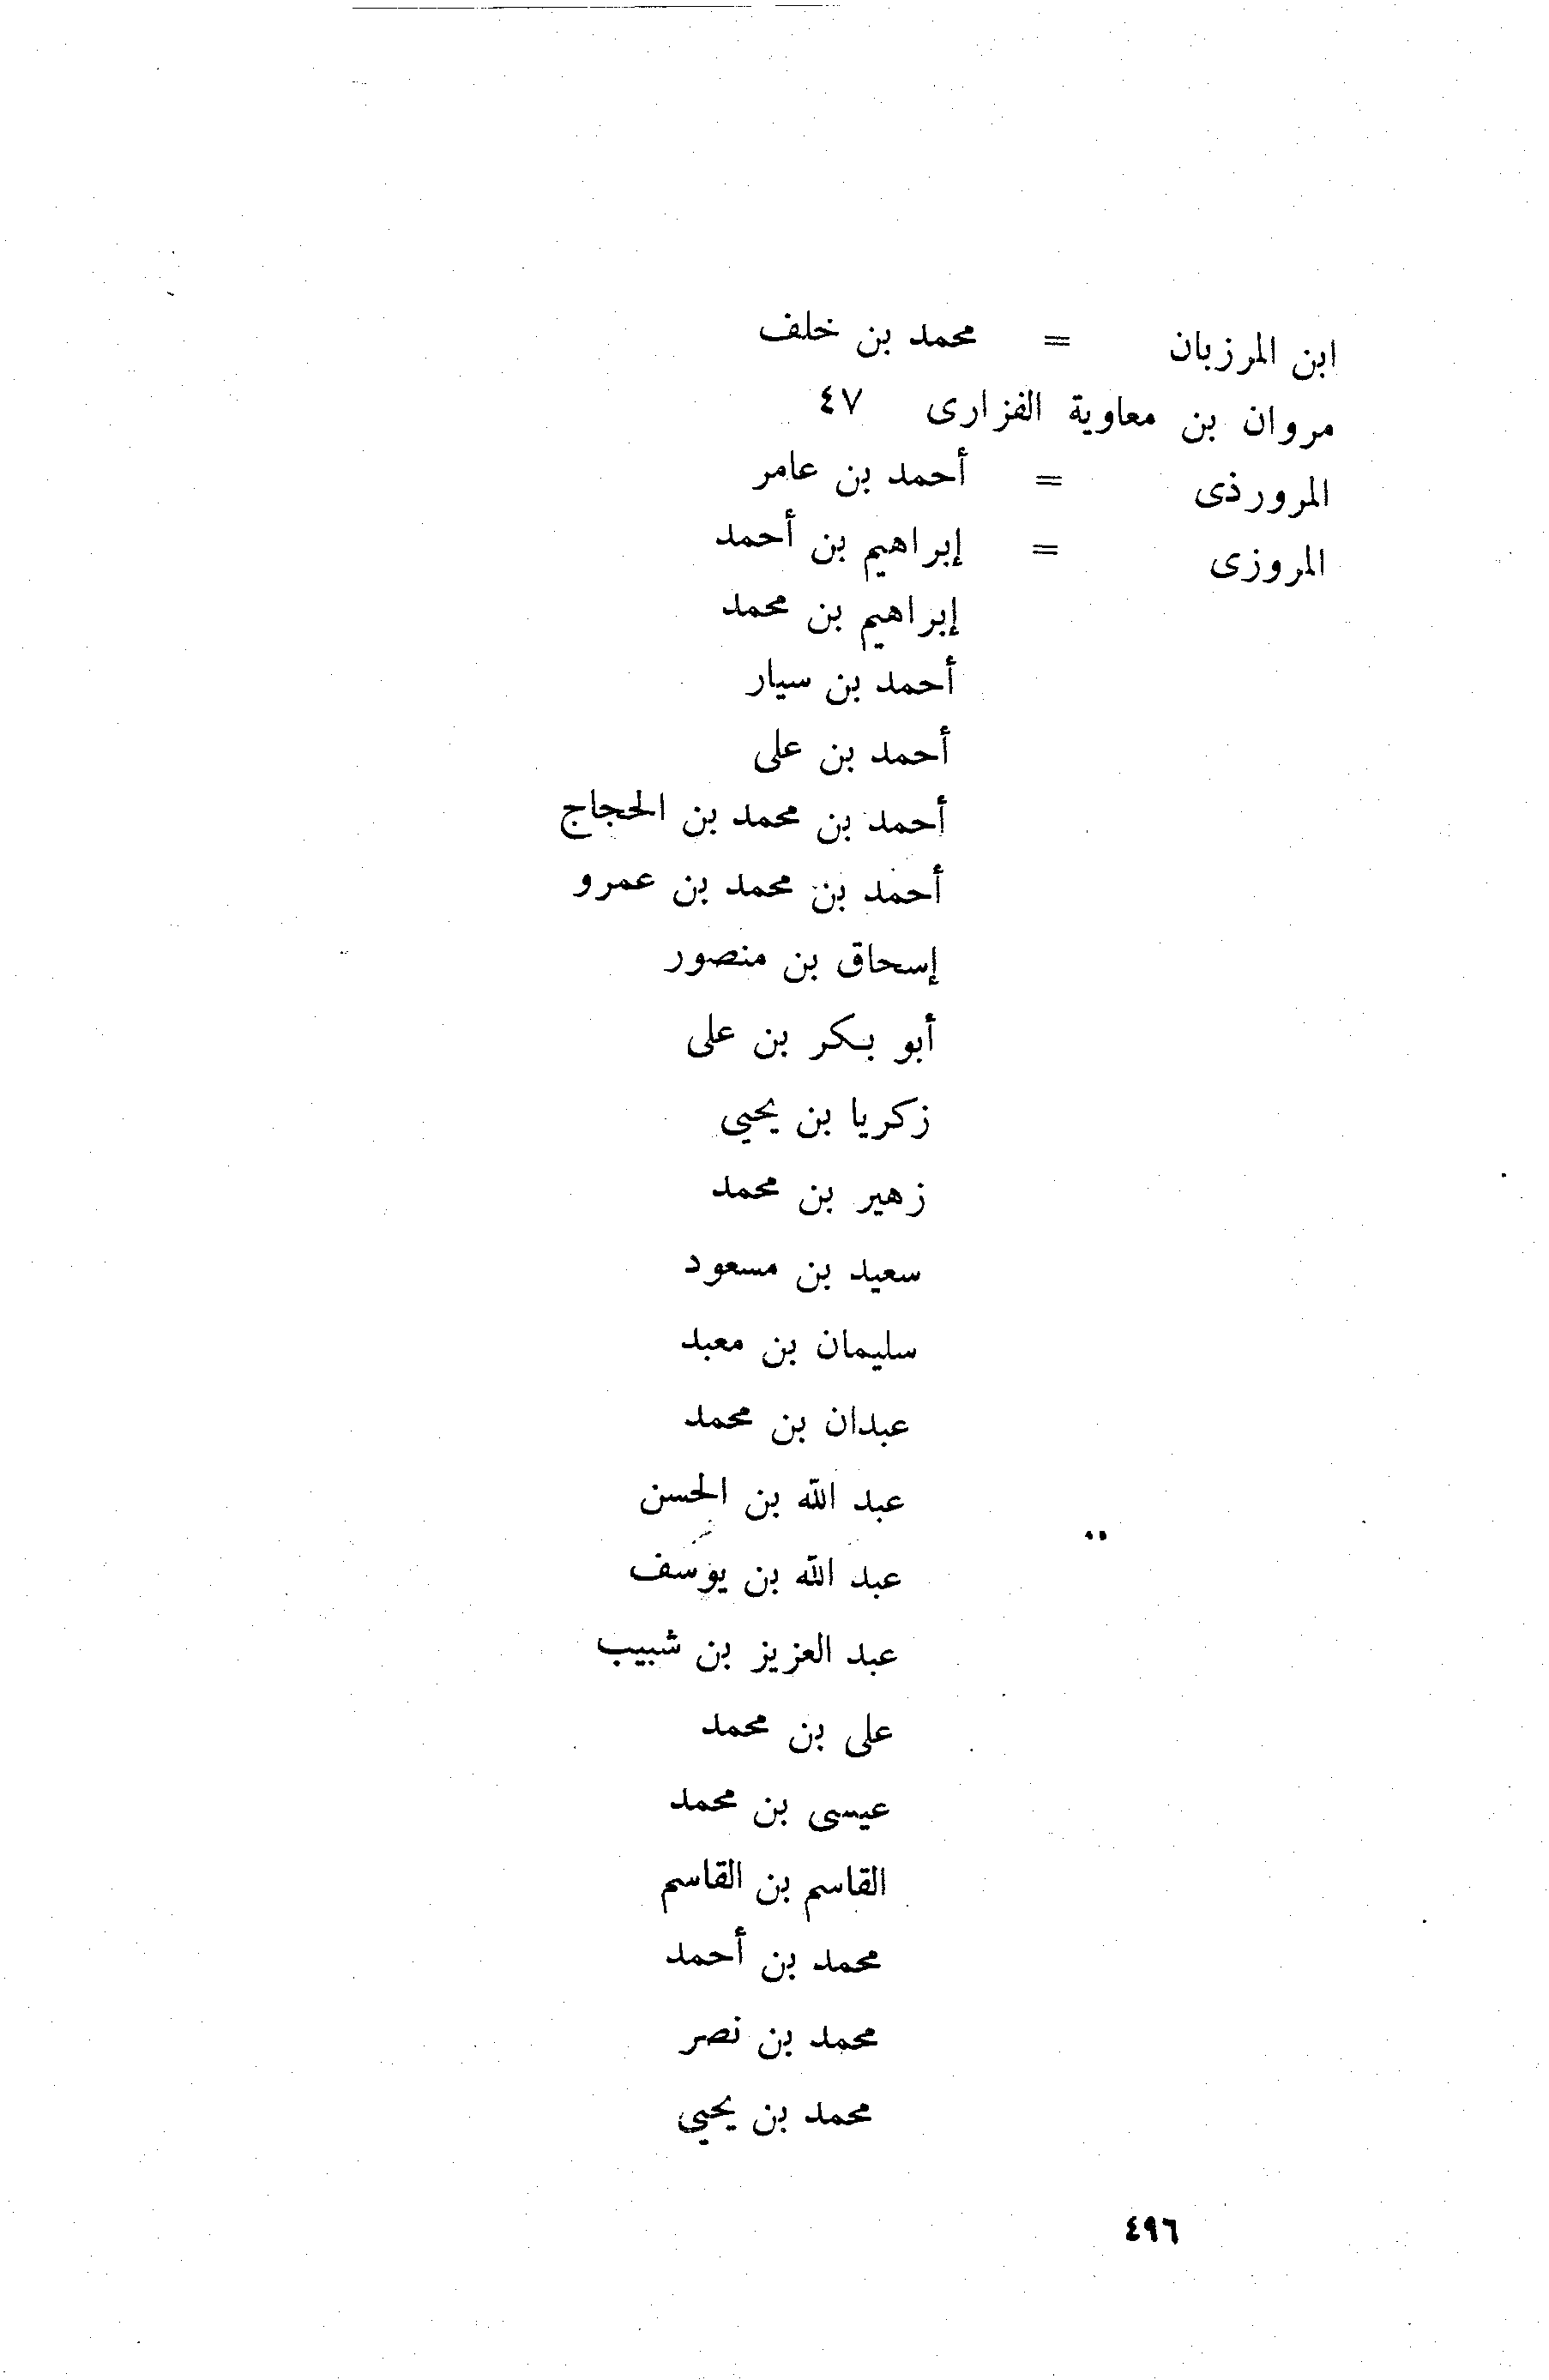 ابن المرزبان = محمد بن خلف
مروان بن معاوية الفزارى ٤٧
المرورذى = أحمد بن عامر
المروزى = إبراهيم بن أحمد
إبراهيم بن محمد
أحمد بن سيار
أحمد بن على
أحمد بن محمد بن الحجاج
أحمد بن محمد بن عمرو
إسحاق بن منصور
أبو بكر بن على
زكريا بن يحيى
زهير بن محمد
سعيد بن مسعود
سليمان بن معبد
عبدان بن محمد
عبد الله بن الحسن
عبد الله بن يوسف
عبد العزيز بن شبيب
على بن محمد
عيسى بن محمد
القاسم بن القاسم
محمد بن أحمد
محمد بن نصر
محمد بن يحيى
٤٩٦